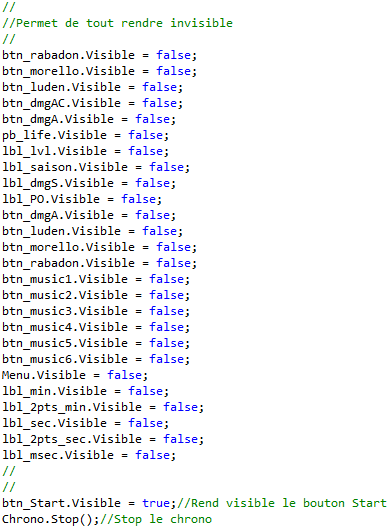 //
//Permet de tout rendre invisible
//
btn_rabadon.Visible = false;
btn_morello.Visible = false;
btn_luden.Visible = false;
btn_dmgAC.Visible = false;
btn_dmgA.Visible = false;
pb_life.Visible = false;
lbl_lvl.Visible = false;
lbl_saison.Visible = false;
lbl_dmgS.Visible = false;
lbl_PO.Visible = false;
btn_dmgA.Visible = false;
btn_luden.Visible = false;
btn_morello.Visible = false;
btn_rabadon.Visible = false;
btn_music1.Visible = false;
btn_music2.Visible = false;
btn_music3.Visible = false;
btn_music4.Visible = false;
btn_music5.Visible = false;
btn_music6.Visible = false;
Menu.Visible = false;
lbl_min.Visible = false;
lbl_2pts_min.Visible = false;
lbl_sec.Visible = false;
lbl_2pts_sec.Visible = false;
lbl_msec.Visible = false;
//
//
btn_Start.Visible = true;//Rend visible le bouton Start
Chrono.Stop();//Stop le chrono